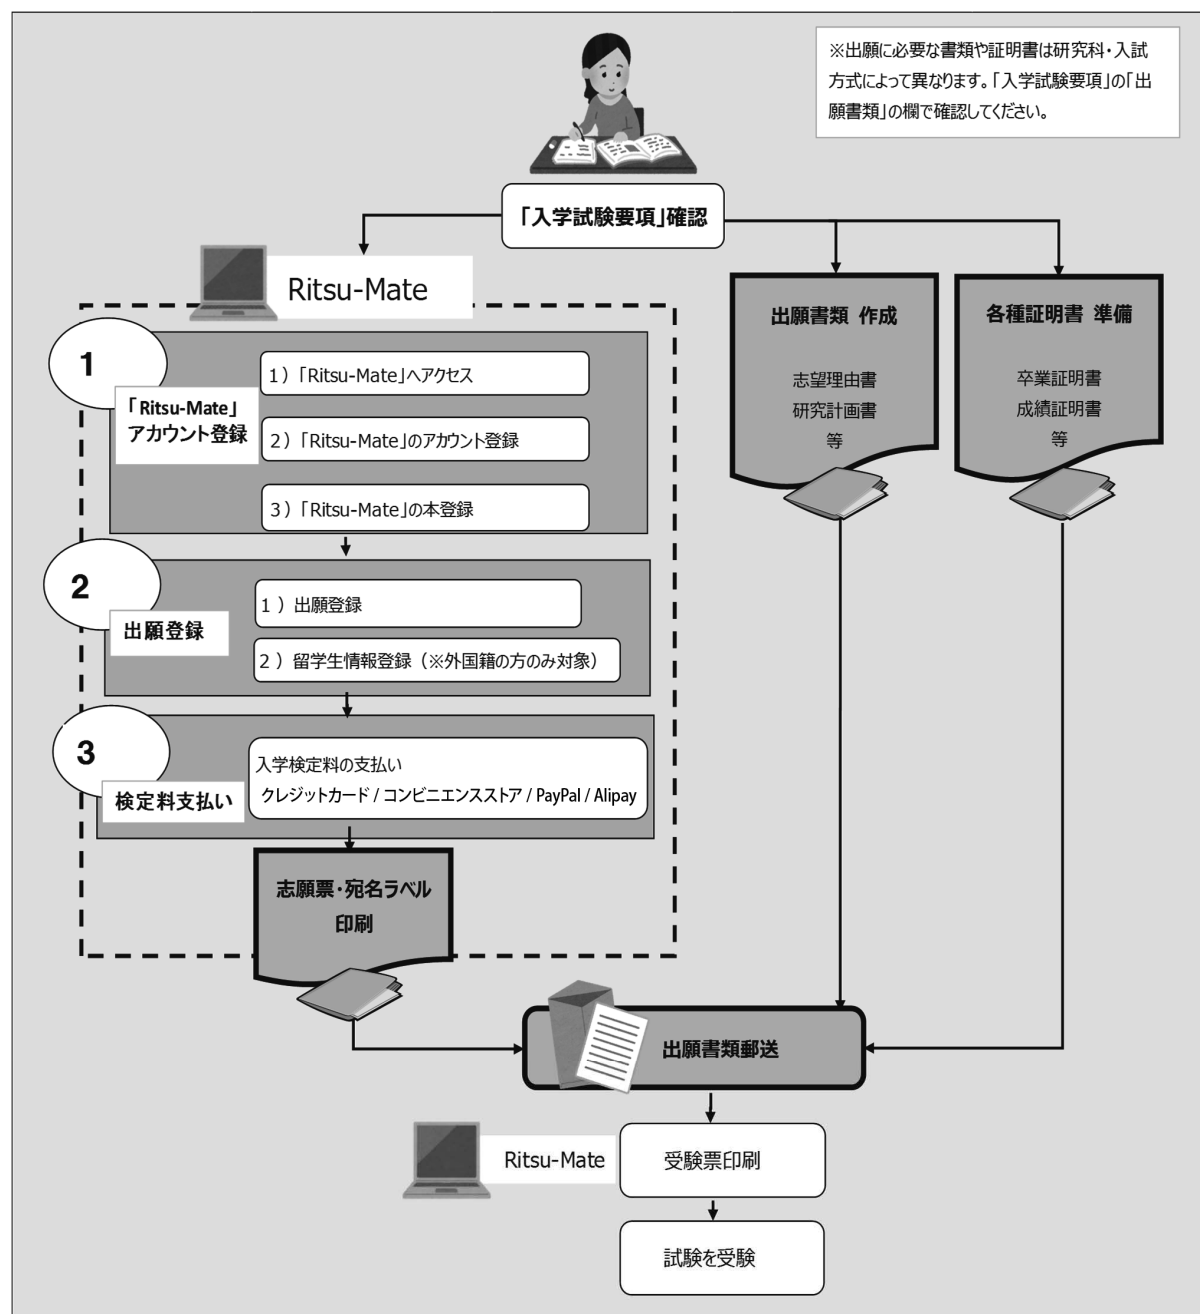 ※出願に必要な書類や証明書は研究科・入試
方式によって異なります。「入学試験要項」の「出
願書類」の欄で確認してください。
「入学試験要項」確認
Ritsu-Mate
1
「Ritsu-Mate」
アカウント登録
1）「Ritsu-Mate」へアクセス
2）「Ritsu-Mate」のアカウント登録
3）「Ritsu-Mate」の本登録
2
出願登録
1）出願登録
2）留学生情報登録（※外国籍の方のみ対象）
3
検定料支払い
入学検定料の支払い
クレジットカード / コンビニエンスストア / PayPal / Alipay
志願票・宛名ラベル
印刷
出願書類 作成
志望理由書
研究計画書
等
各種証明書 準備
卒業証明書
成績証明書
等
出願書類郵送
Ritsu-Mate
受験票印刷
試験を受験